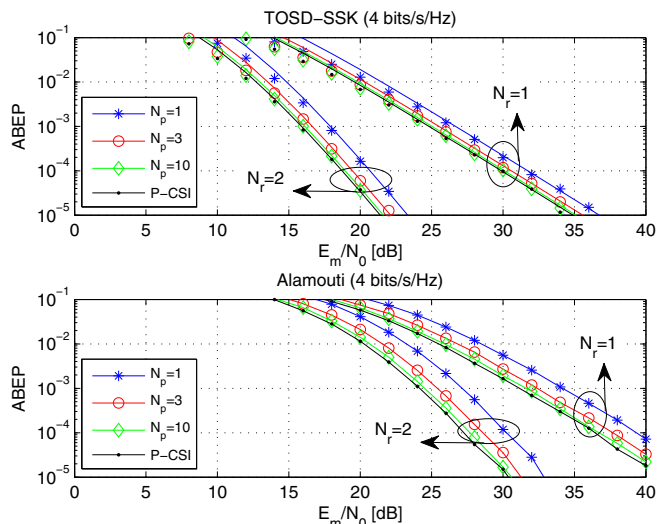 TOSD-SSK (4 bits/s/Hz)
ABEP
10^-1
10^-2
10^-3
10^-4
10^-5
N_p=1
N_p=3
N_p=10
P-CSI
N_r=1
N_r=2
0 5 10 15 20 25 30 35 40
E_m/N_0 [dB]
Alamouti (4 bits/s/Hz)
ABEP
10^-1
10^-2
10^-3
10^-4
10^-5
N_p=1
N_p=3
N_p=10
P-CSI
N_r=1
N_r=2
0 5 10 15 20 25 30 35 40
E_m/N_0 [dB]